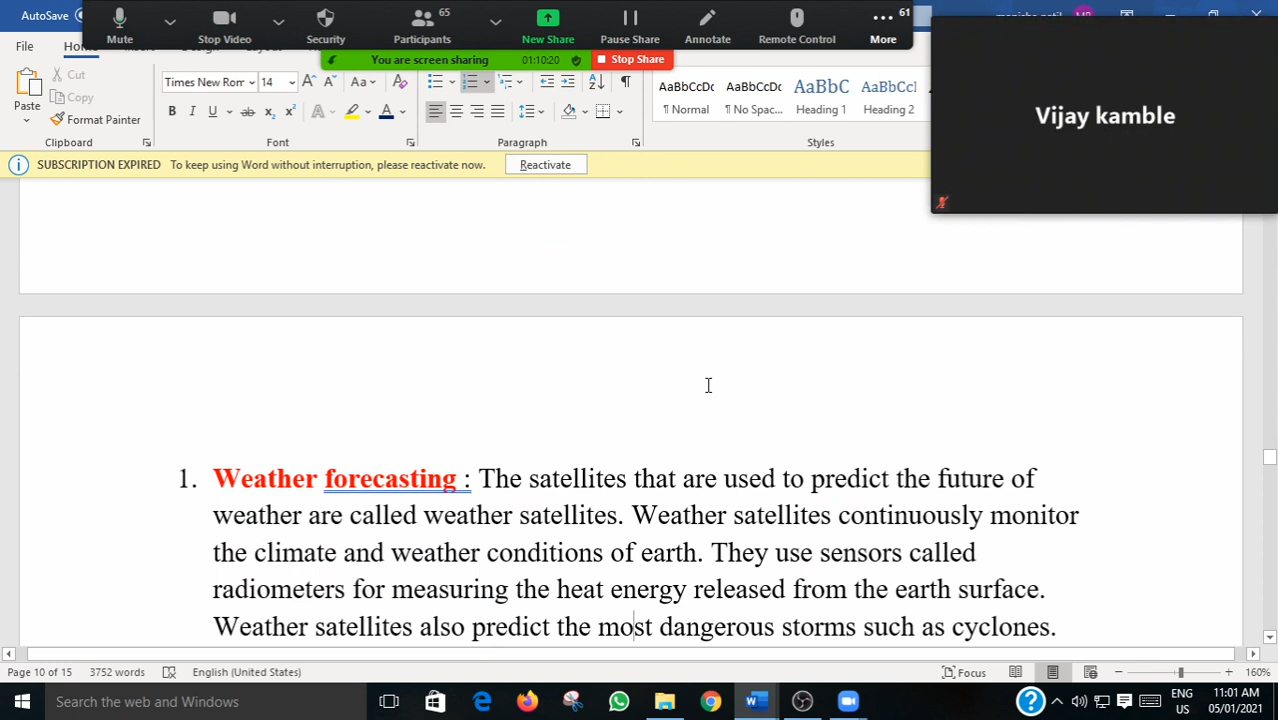 AutoSave
Mute
Stop Video
Security
65
Participants
New Share
Pause Share
Annotate
Remote Control
61
More
You are screen sharing
01:10:20
Stop Share
File
Cut
Copy
Format Painter
Paste
Times New Rom
14
AaBbCcDc
AaBbCcDc
AaBbC
AaBbCcI
¶ Normal
¶ No Spac...
Heading 1
Heading 2
Clipboard
Font
Paragraph
Styles
SUBSCRIPTION EXPIRED To keep using Word without interruption, please reactivate now. Reactivate
Vijay kamble
1. Weather forecasting : The satellites that are used to predict the future of
weather are called weather satellites. Weather satellites continuously monitor
the climate and weather conditions of earth. They use sensors called
radiometers for measuring the heat energy released from the earth surface.
Weather satellites also predict the most dangerous storms such as cyclones.
Page 10 of 15
3752 words
English (United States)
Focus
160%
Search the web and Windows
ENG
US
11:01 AM
05/01/2021